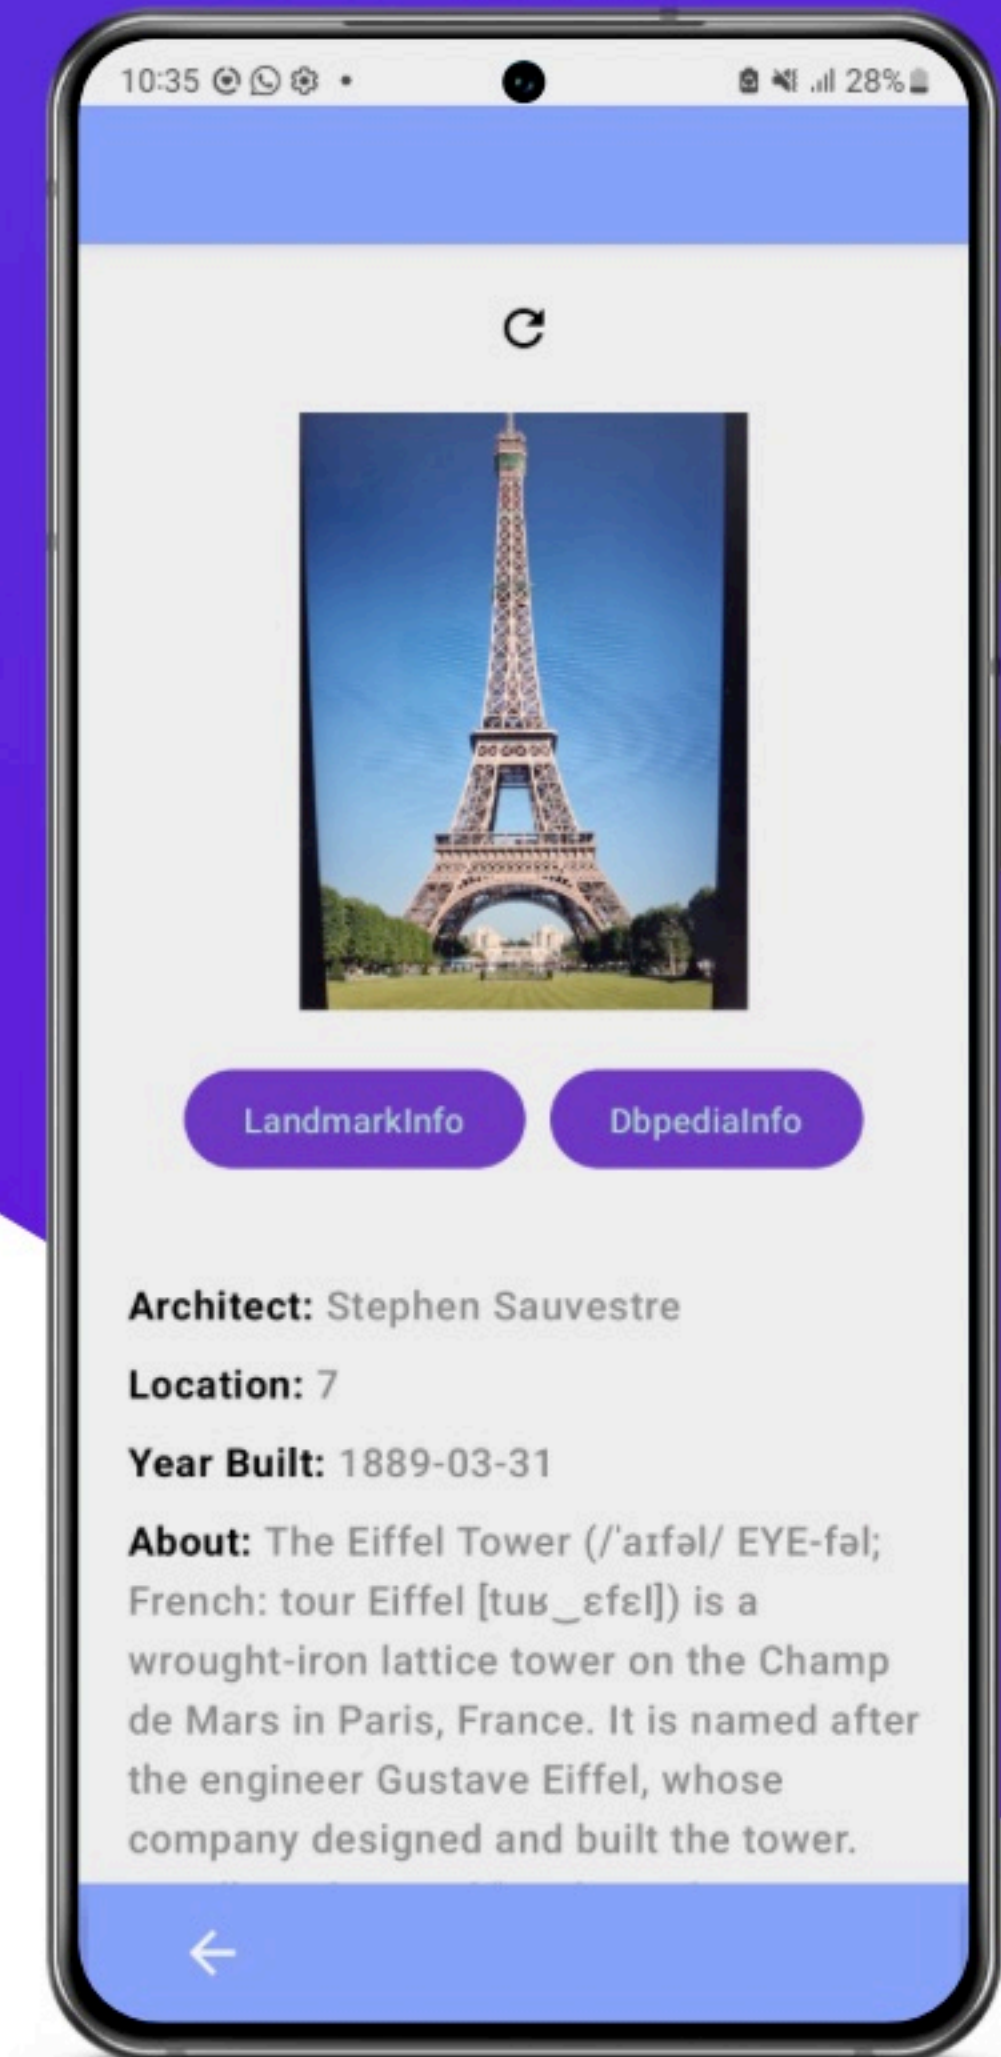 10:35
28%
LandmarkInfo
DbpediaInfo
Architect: Stephen Sauvestre
Location: 7
Year Built: 1889-03-31
About: The Eiffel Tower (/ˈaɪfəl/ EYE-fəl;
French: tour Eiffel [tuʁ‿ɛfɛl]) is a
wrought-iron lattice tower on the Champ
de Mars in Paris, France. It is named after
the engineer Gustave Eiffel, whose
company designed and built the tower.